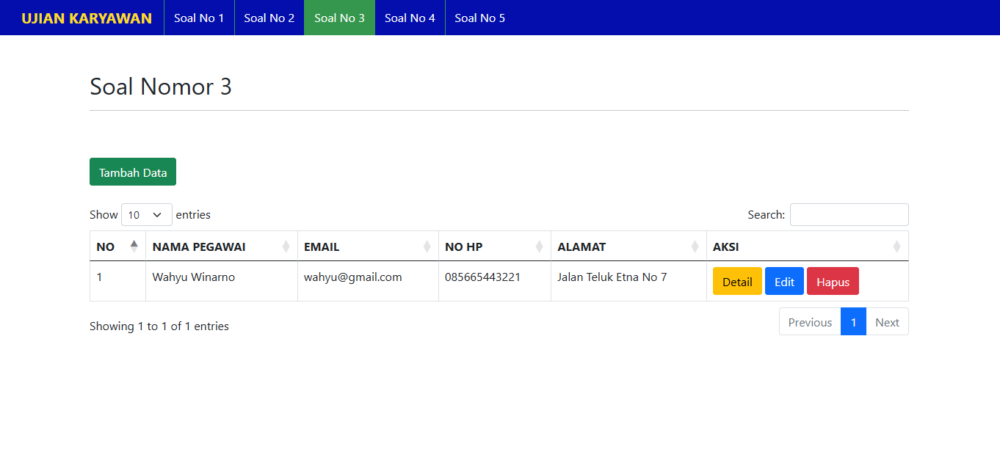 UJIAN KARYAWAN Soal No 1 Soal No 2 Soal No 3 Soal No 4 Soal No 5
Soal Nomor 3
Tambah Data
Show 10 entries Search:
NO NAMA PEGAWAI EMAIL NO HP ALAMAT AKSI
1 Wahyu Winarno wahyu@gmail.com 085665443221 Jalan Teluk Etna No 7 Detail Edit Hapus
Showing 1 to 1 of 1 entries Previous 1 Next